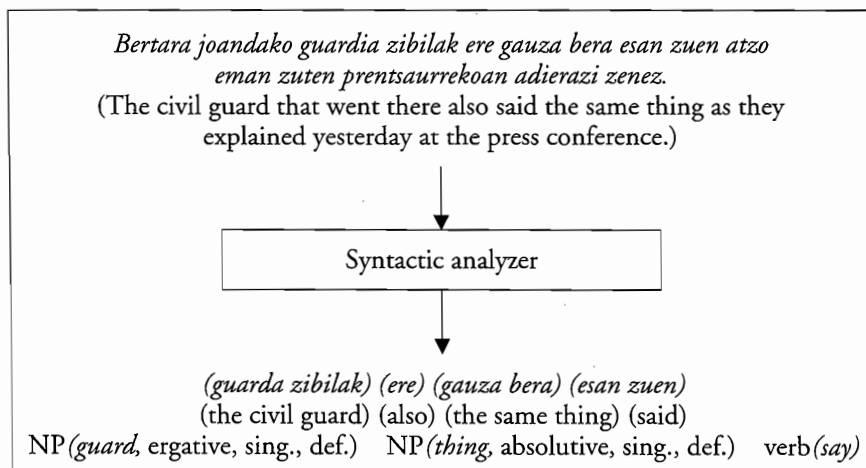 Bertara joandako guardia zibilak ere gauza bera esan zuen atzo
eman zuten prentsaurrekoan adierazi zenez.
(The civil guard that went there also said the same thing as they
explained yesterday at the press conference.)
Syntactic analyzer
(guarda zibilak) (ere) (gauza bera) (esan zuen)
(the civil guard) (also) (the same thing) (said)
NP(guard, ergative, sing., def.) NP(thing, absolutive, sing., def.) verb(say)